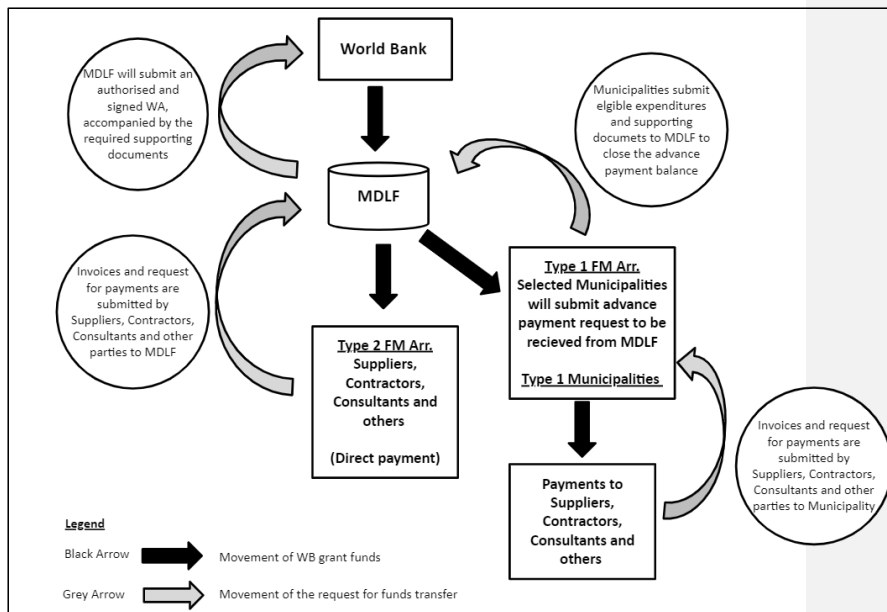 World Bank
MDLF will submit an
authorised and
signed WA,
accompanied by the
required supporting
documents
Municipalities submit
elgible expenditures
and supporting
documets to MDLF to
close the advance
payment balance
MDLF
Invoices and request
for payments are
submitted by
Suppliers, Contractors,
Consultants and other
parties to MDLF
Type 1 FM Arr.
Selected Municipalities
will submit advance
payment request to be
recieved from MDLF
Type 1 Municipalities
Type 2 FM Arr.
Suppliers,
Contractors,
Consultants and
others
(Direct payment)
Invoices and request
for payments are
submitted by
Suppliers, Contractors,
Consultants and other
parties to Municipality
Payments to
Suppliers,
Contractors,
Consultants and
others
Legend
Black Arrow
Movement of WB grant funds
Grey Arrow
Movement of the request for funds transfer